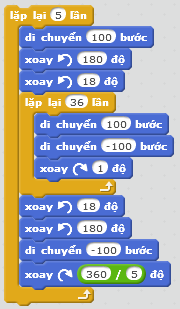 lặp lại 5 lần
di chuyển 100 bước
xoay 180 độ
xoay 18 độ
lặp lại 36 lần
di chuyển 100 bước
di chuyển -100 bước
xoay 1 độ
xoay 18 độ
xoay 180 độ
di chuyển -100 bước
xoay 360 / 5 độ